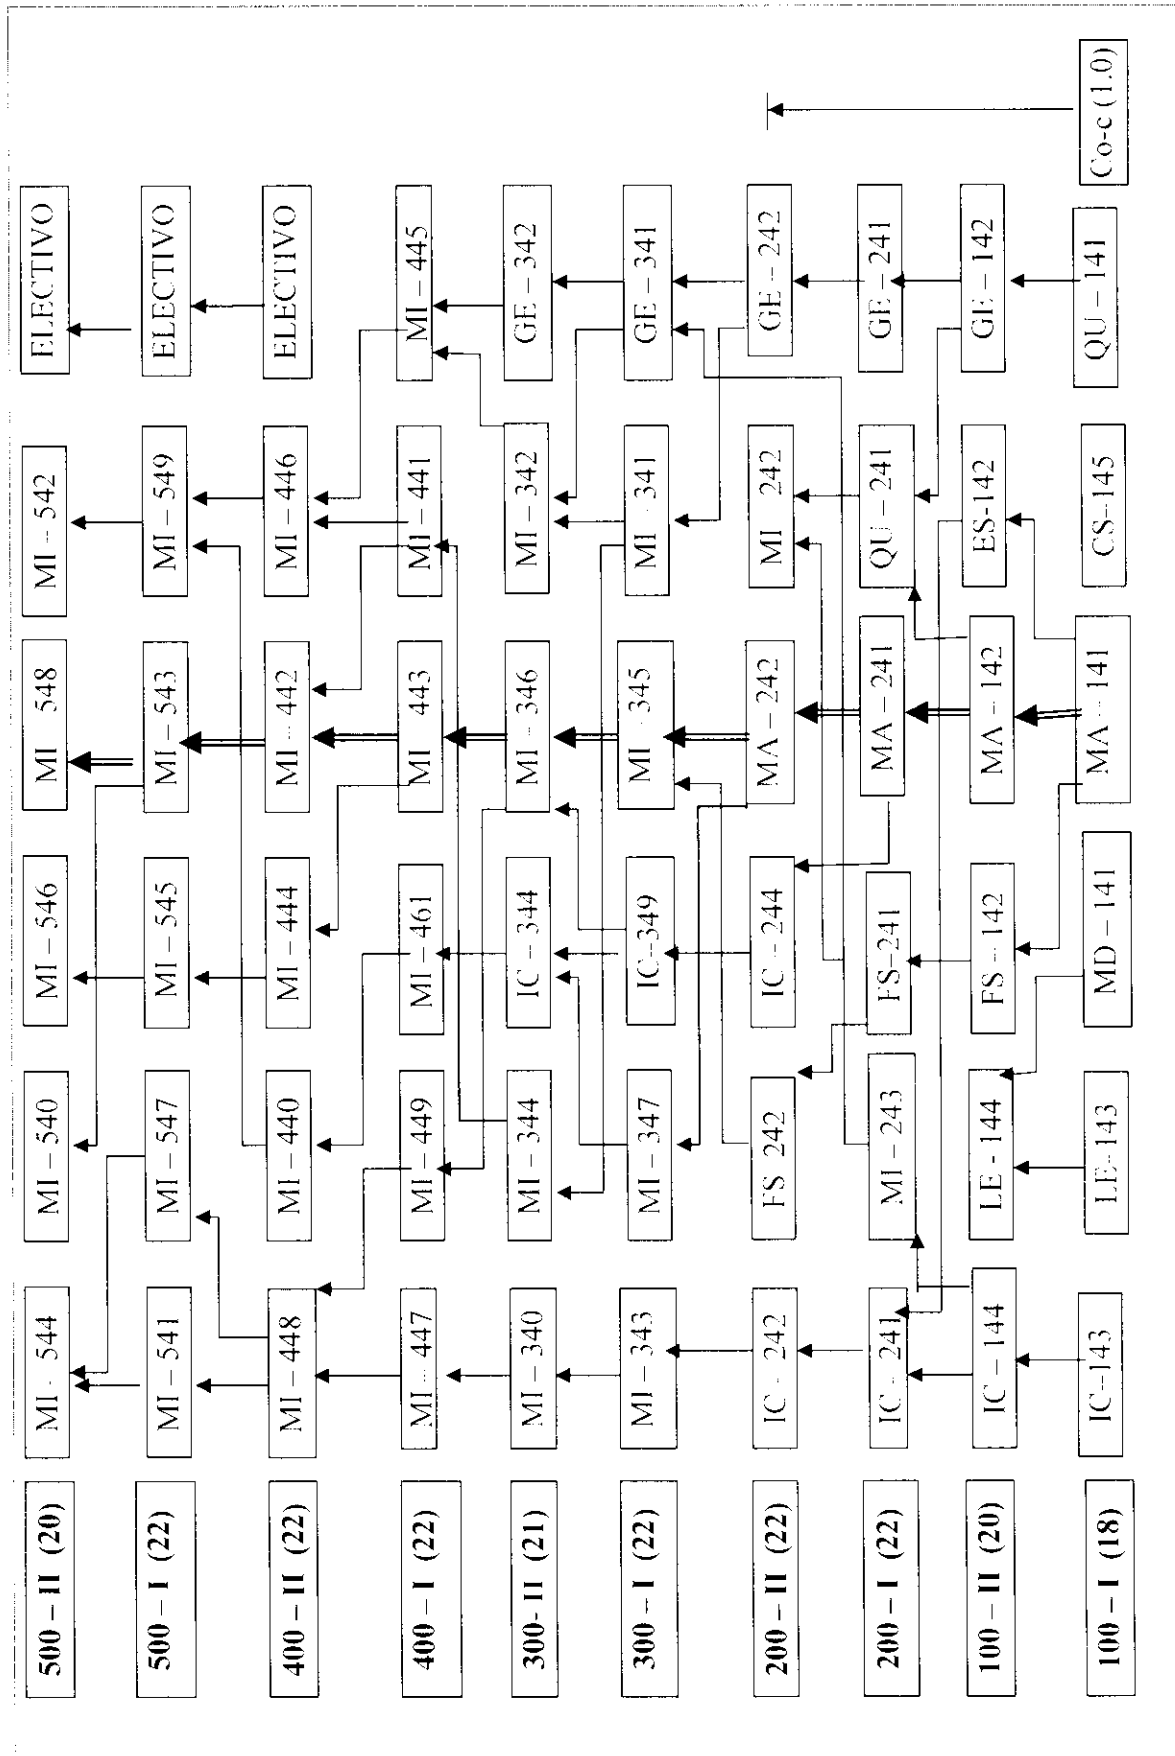 500 – II (20)
MI - 544
MI – 540
MI – 546
MI 548
MI – 542
ELECTIVO
500 – I (22)
MI – 541
MI – 547
MI – 545
MI – 543
MI – 549
ELECTIVO
400 – II (22)
MI – 448
MI – 440
MI – 444
MI – 442
MI – 446
ELECTIVO
400 – I (22)
MI – 447
MI – 449
MI – 461
MI 443
MI – 441
MI – 445
300- II (21)
MI – 340
MI – 344
IC – 344
MI – 346
MI – 342
GE – 342
300 – I (22)
MI – 343
MI – 347
IC–349
MI 345
MI - 341
GE – 341
200 – II (22)
IC – 242
FS 242
IC – 244
MA – 242
MI 242
GE – 242
200 – I (22)
IC – 241
MI – 243
FS–241
MA – 241
QU – 241
GE – 241
100 – II (20)
IC – 144
LE - 144
FS – 142
MA – 142
ES-142
GE – 142
100 – I (18)
IC–143
LE–143
MD – 141
MA – 141
CS–145
QU – 141
Co-c (1.0)